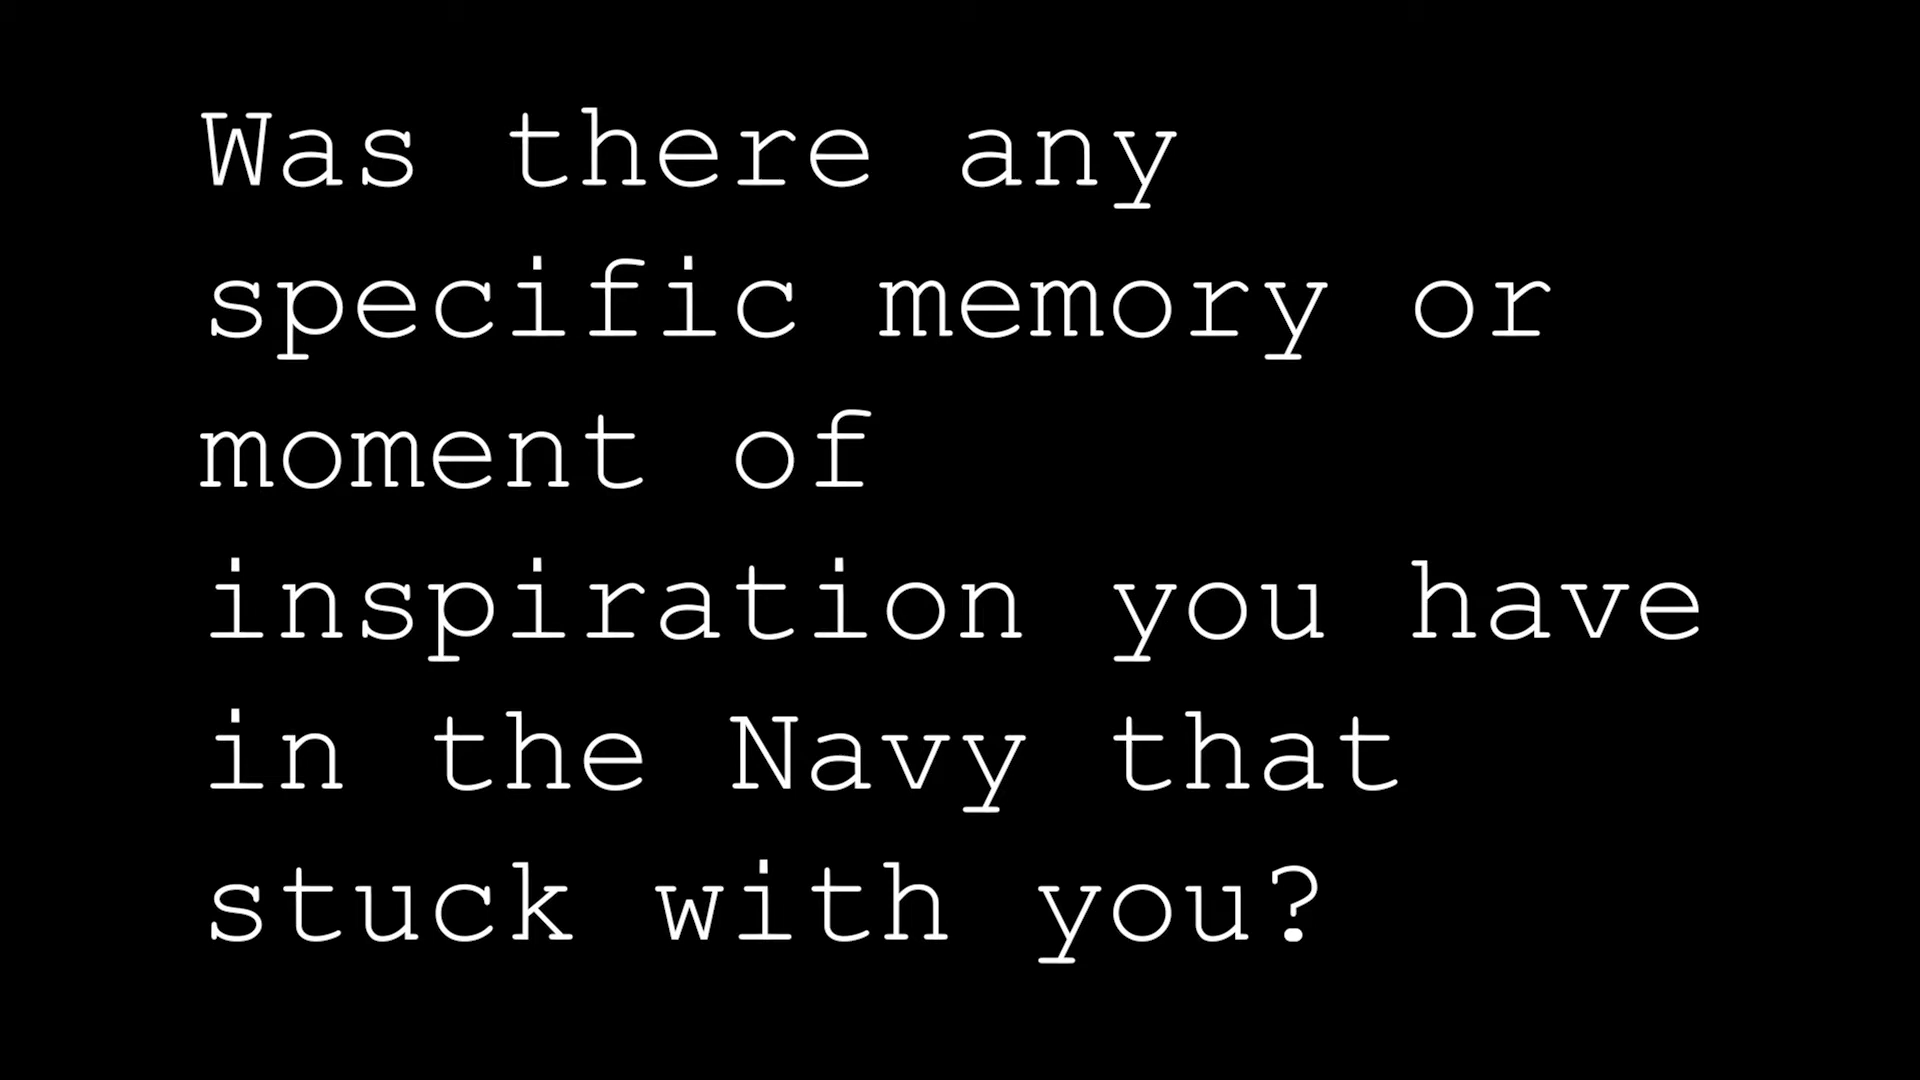 Was there any
specific memory or
moment of
inspiration you have
in the Navy that
stuck with you?